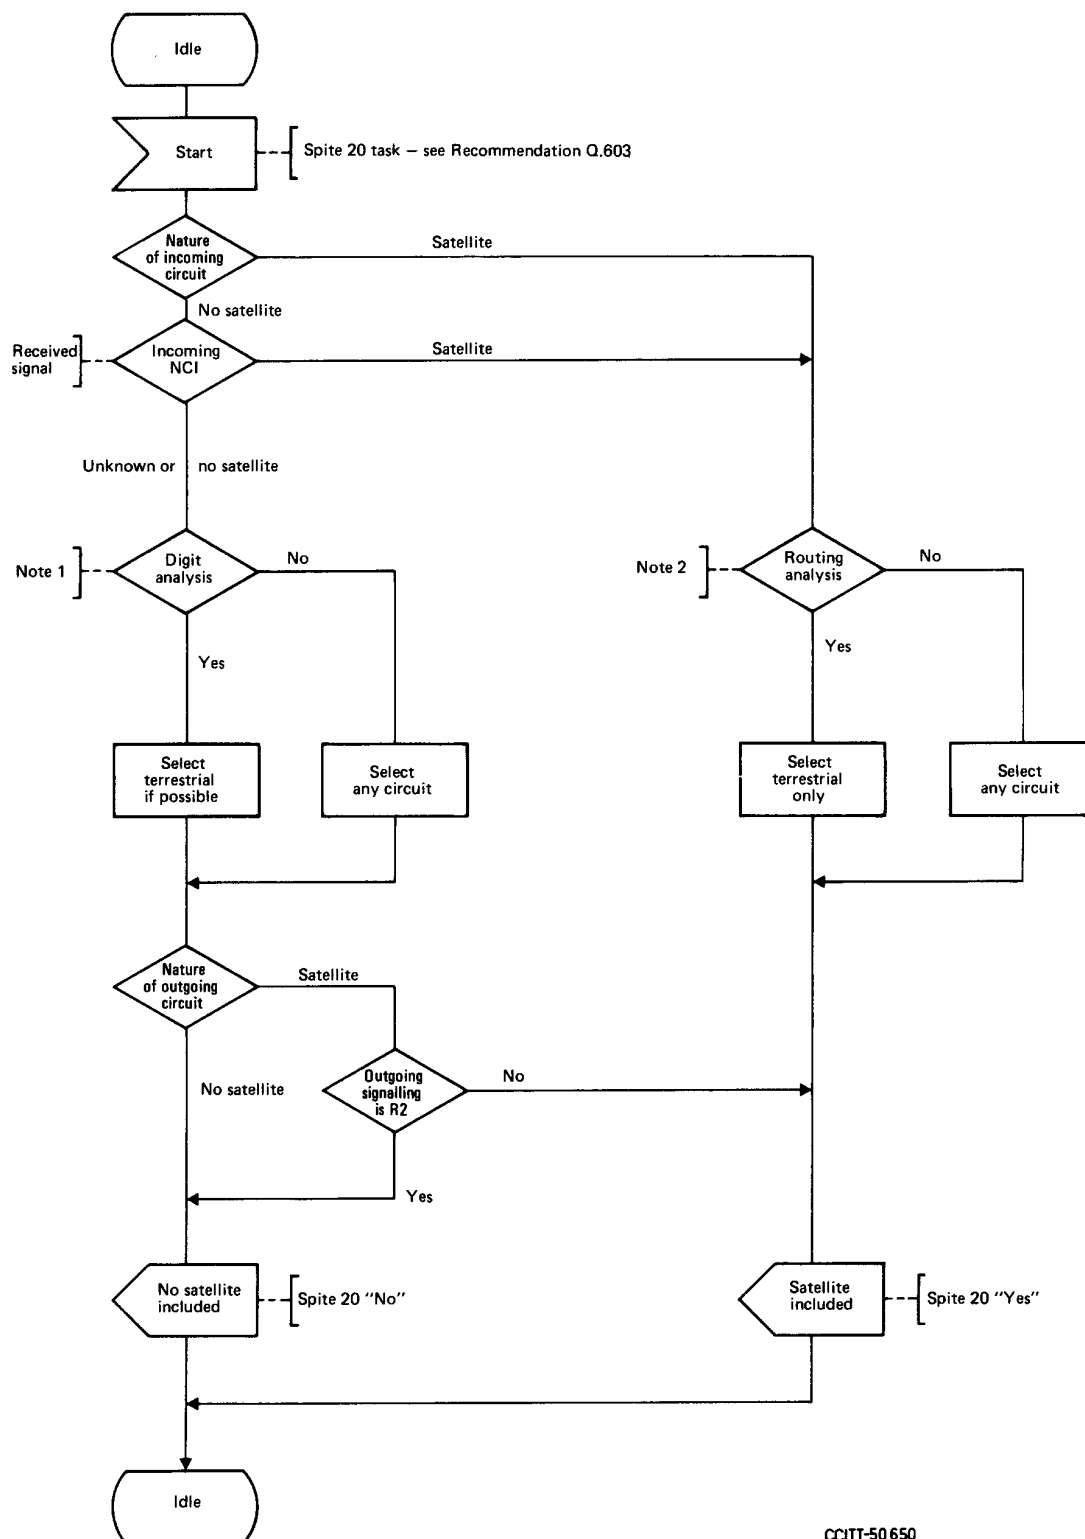 Idle
Start
Spite 20 task – see Recommendation Q.603
Nature
of incoming
circuit
Satellite
No satellite
Received
signal
Incoming
NCI
Satellite
Unknown or no satellite
Note 1
Digit
analysis
No
Yes
Note 2
Routing
analysis
No
Yes
Select
terrestrial
if possible
Select
any circuit
Select
terrestrial
only
Select
any circuit
Nature
of outgoing
circuit
Satellite
No satellite
Outgoing
signalling
is R2
No
Yes
No satellite
included
Spite 20 "No"
Satellite
included
Spite 20 "Yes"
Idle
CCITT-50650